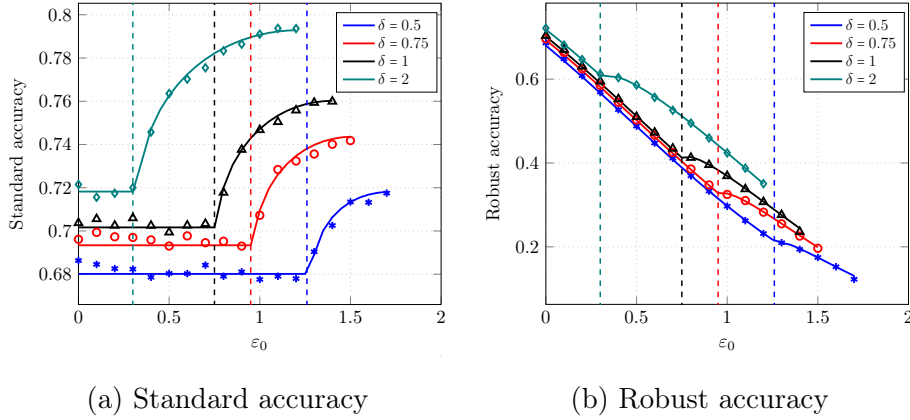 0.8
0.78
0.76
0.74
0.72
0.7
0.68
0
0.5
1
1.5
2
Standard accuracy
ε₀
δ = 0.5
δ = 0.75
δ = 1
δ = 2
(a) Standard accuracy
0.6
0.4
0.2
0
0.5
1
1.5
2
Robust accuracy
ε₀
δ = 0.5
δ = 0.75
δ = 1
δ = 2
(b) Robust accuracy